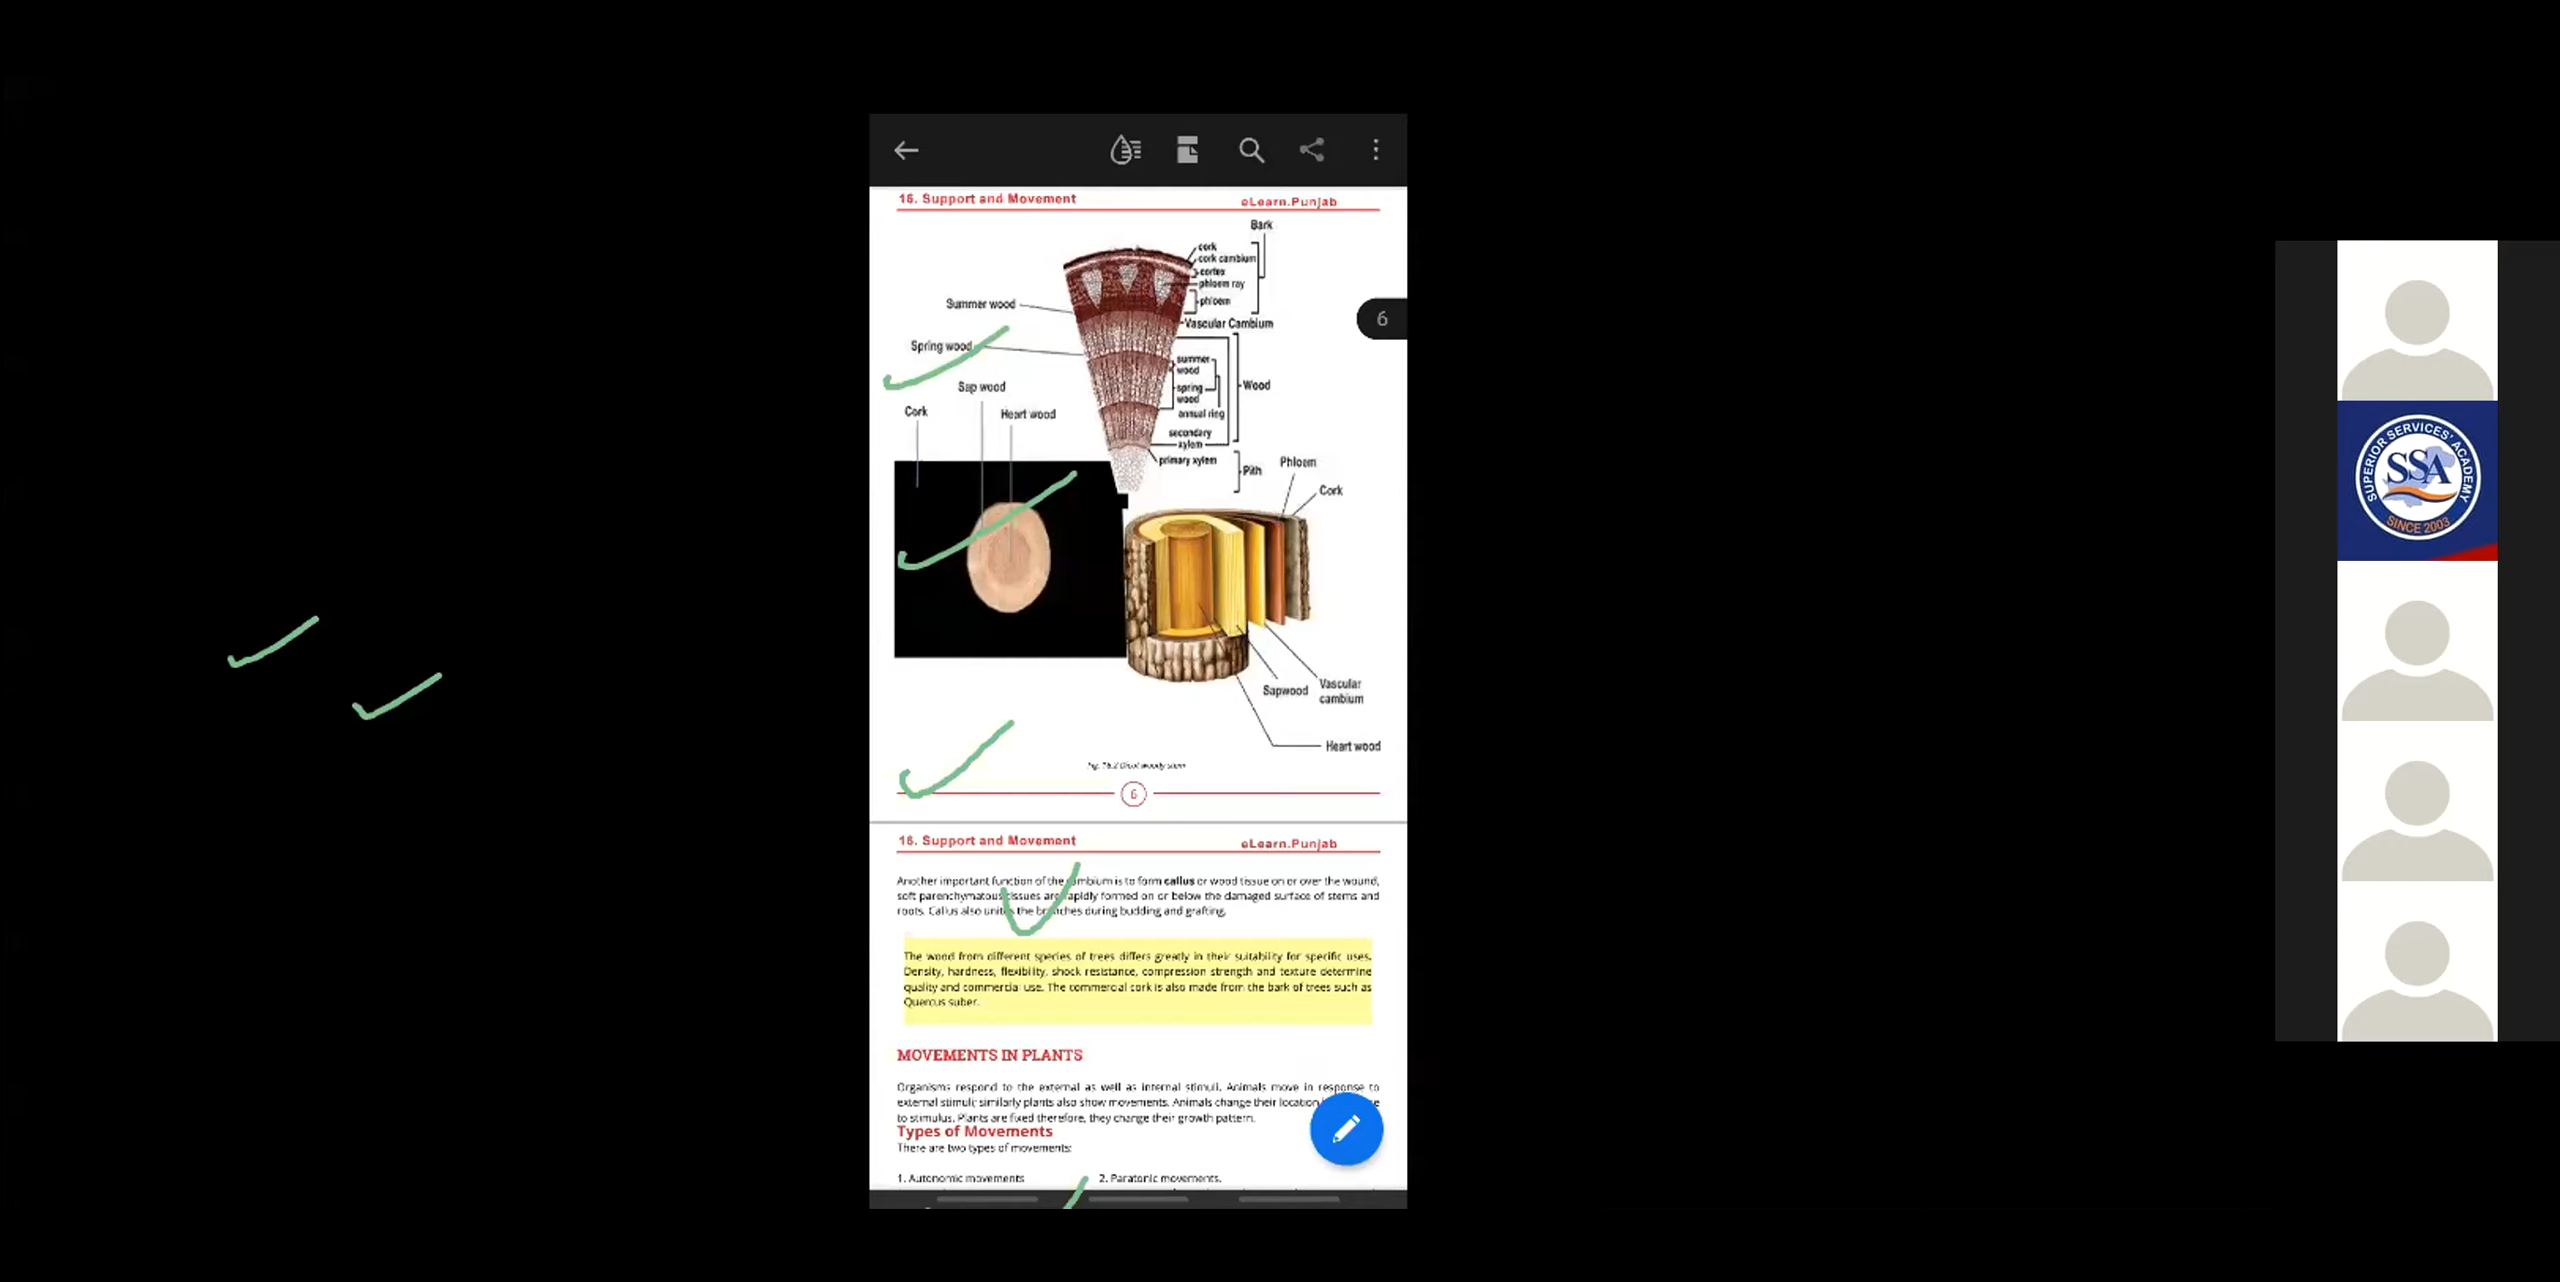 16. Support and Movement
eLearn.Punjab
Bark
cork
cork cambium
cortex
phloem ray
phloem
Summer wood
Vascular Cambium
6
Spring wood
summer
wood
spring
wood
Wood
annual ring
Sap wood
Cork
Heart wood
secondary
xylem
primary xylem
Pith
Phloem
Cork
Sapwood
Vascular
cambium
Heart wood
Fig. 16.2 Dicot woody stem
6
16. Support and Movement
eLearn.Punjab
Another important function of the cambium is to form callus or wood tissue on or over the wound,
soft parenchymatous tissues are rapidly formed on or below the damaged surface of stems and
roots. Callus also unites the branches during budding and grafting.
The wood from different species of trees differs greatly in their suitability for specific uses.
Density, hardness, flexibility, shock resistance, compression strength and texture determine
quality and commercial use. The commercial cork is also made from the bark of trees such as
Quercus suber.
MOVEMENTS IN PLANTS
Organisms respond to the external as well as internal stimuli. Animals move in response to
external stimuli; similarly plants also show movements. Animals change their location
to stimulus. Plants are fixed therefore, they change their growth pattern.
Types of Movements
There are two types of movements:
1. Autonomic movements 2. Paratonic movements.
SUPERIOR SERVICES' ACADEMY
SSA
SINCE 2003